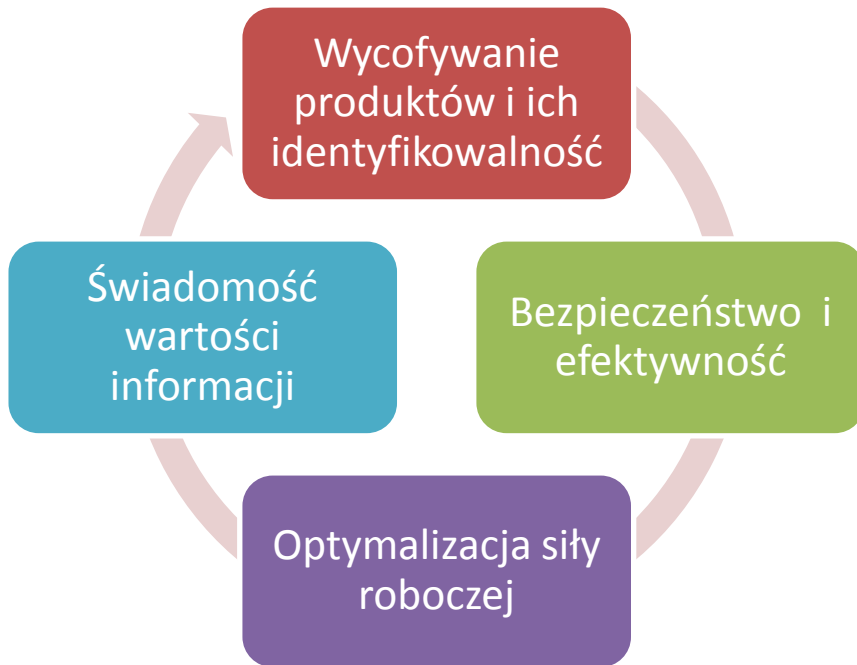 Wycofywanie
produktów i ich
identyfikowalność
Bezpieczeństwo i
efektywność
Optymalizacja siły
roboczej
Świadomość
wartości
informacji